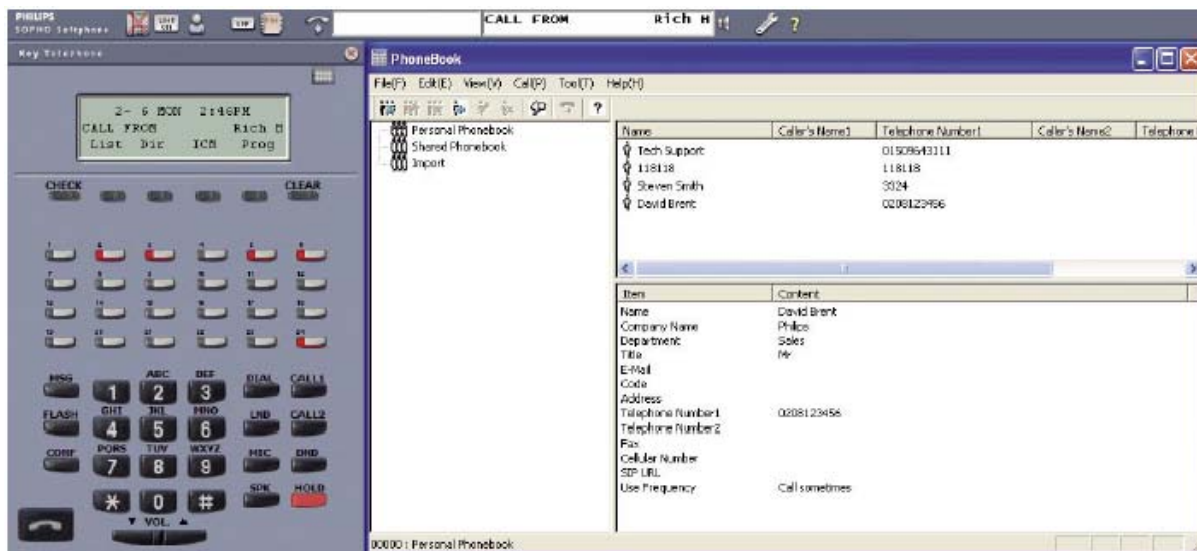 PHILIPS
SOPHO Softphone
CALL FROM Rich H
Key Telephone
2- 6 MON 2:46PM
CALL FROM Rich H
List Dir ICM Prog
CHECK CLEAR
MSG ABC DEF DIAL CALL1
1 2 3
FLASH GHI JKL MNO LND CALL2
4 5 6
CONF PQRS TUV WXYZ MIC DND
7 8 9
SPK HOLD
* 0 #
▼ VOL. ▲
PhoneBook
File(F) Edit(E) View(V) Call(P) Tool(T) Help(H)
Personal Phonebook
Shared Phonebook
Import
Name Caller's Name1 Telephone Number1 Caller's Name2 Telephone
Tech Support 01509643111
118118 118118
Steven Smith 3324
David Brent 0208123456
Item Content
Name David Brent
Company Name Philips
Department Sales
Title Mr
E-Mail
Code
Address
Telephone Number1 0208123456
Telephone Number2
Fax
Cellular Number
SIP URL
Use Frequency Call sometimes
00000 : Personal Phonebook